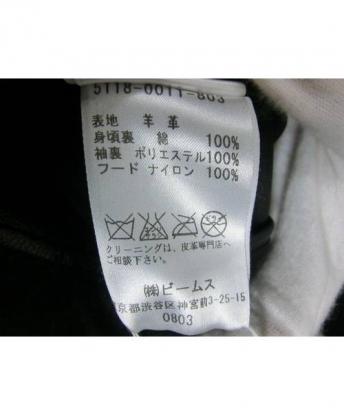 5118-0011-803
表地 羊革
身頃裏 綿 100%
袖裏 ポリエステル100%
フード ナイロン 100%
クリーニングは、皮革専門店へ
ご相談下さい。
㈱ビームス
京都渋谷区神宮前3-25-15
0803